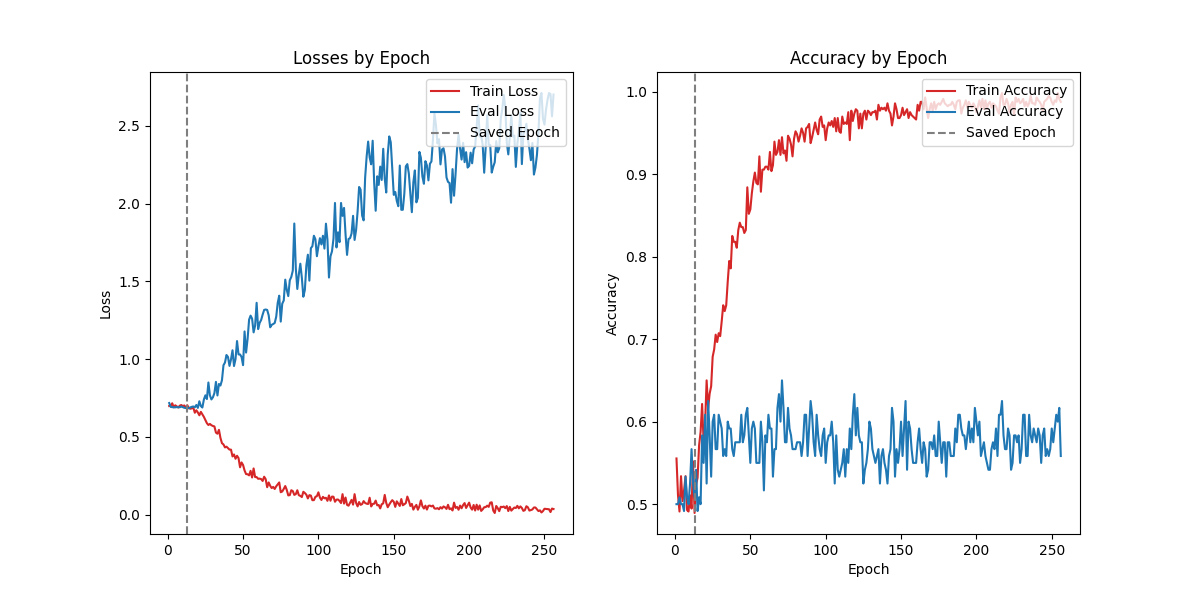 Losses by Epoch
Train Loss
Eval Loss
Saved Epoch
2.5
2.0
1.5
1.0
0.5
0.0
Loss
0
50
100
150
200
250
Epoch
Accuracy by Epoch
Train Accuracy
Eval Accuracy
Saved Epoch
1.0
0.9
0.8
0.7
0.6
0.5
Accuracy
0
50
100
150
200
250
Epoch